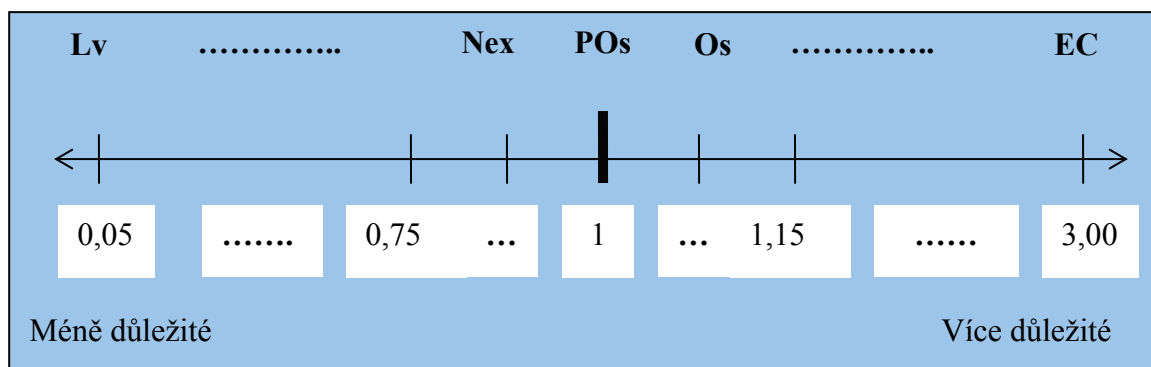 Lv ………….. Nex POs Os ………….. EC
0,05 ……. 0,75 … 1 … 1,15 …… 3,00
Méně důležité Více důležité